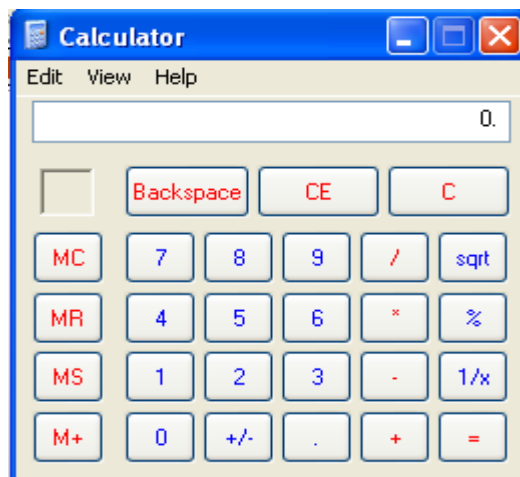 Calculator
Edit View Help
0.
Backspace CE C
MC 7 8 9 / sqrt
MR 4 5 6 * %
MS 1 2 3 - 1/x
M+ 0 +/- . + =